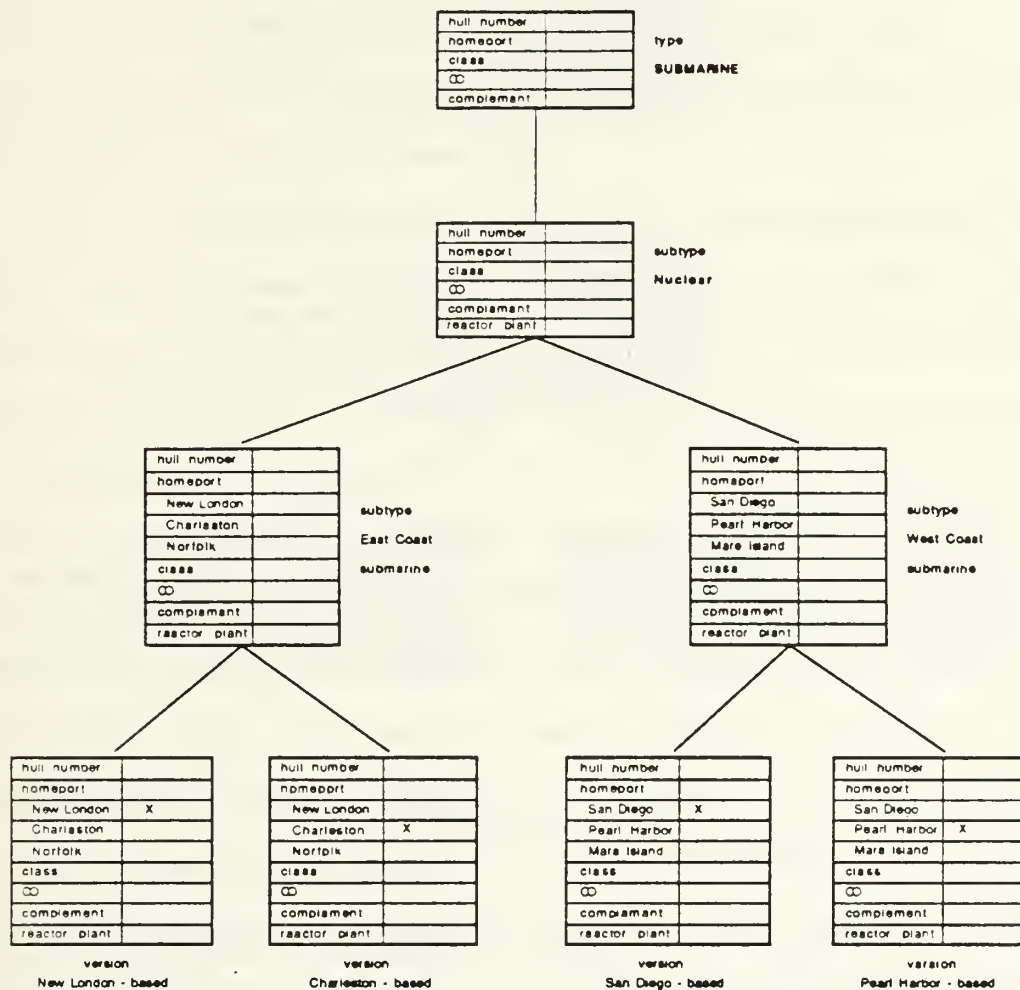 hull number
homeport
class
CO
complement
type
SUBMARINE
hull number
homeport
class
CO
complement
reactor plant
subtype
Nuclear
hull number
homeport
New London
Charleston
Norfolk
class
CO
complement
reactor plant
subtype
East Coast
submarine
hull number
homeport
San Diego
Pearl Harbor
Mare Island
class
CO
complement
reactor plant
subtype
West Coast
submarine
hull number
homeport
New London X
Charleston
Norfolk
class
CO
complement
reactor plant
version
New London - based
hull number
homeport
New London
Charleston X
Norfolk
class
CO
complement
reactor plant
version
Charleston - based
hull number
homeport
San Diego X
Pearl Harbor
Mare Island
class
CO
complement
reactor plant
version
San Diego - based
hull number
homeport
San Diego
Pearl Harbor X
Mare Island
class
CO
complement
reactor plant
version
Pearl Harbor - based